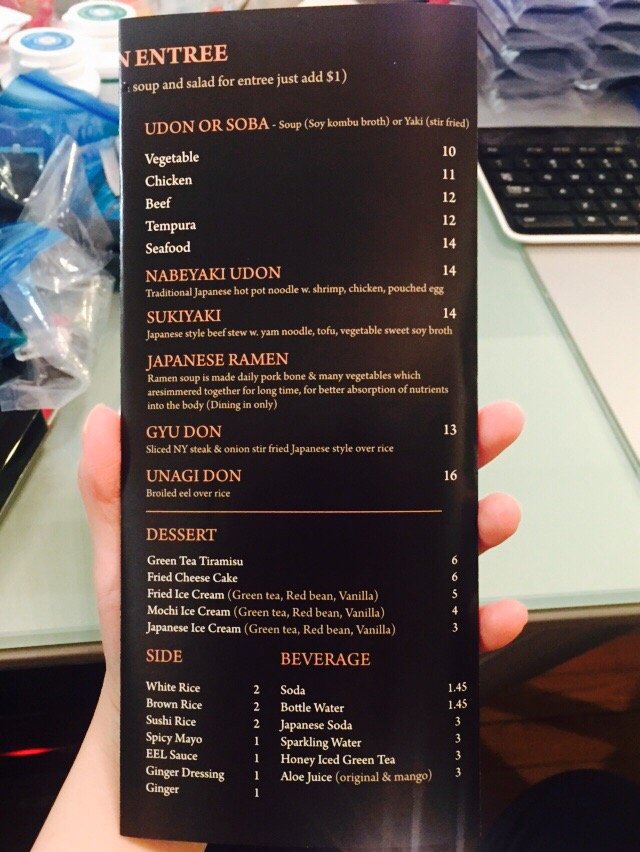 N ENTREE
soup and salad for entree just add $1)
UDON OR SOBA - Soup (Soy kombu broth) or Yaki (stir fried)
Vegetable 10
Chicken 11
Beef 12
Tempura 12
Seafood 14
NABEYAKI UDON 14
Traditional Japanese hot pot noodle w. shrimp, chicken, pouched egg
SUKIYAKI 14
Japanese style beef stew w. yam noodle, tofu, vegetable sweet soy broth
JAPANESE RAMEN
Ramen soup is made daily pork bone & many vegetables which
aresimmered together for long time, for better absorption of nutrients
into the body (Dining in only)
GYU DON 13
Sliced NY steak & onion stir fried Japanese style over rice
UNAGI DON 16
Broiled eel over rice
DESSERT
Green Tea Tiramisu 6
Fried Cheese Cake 6
Fried Ice Cream (Green tea, Red bean, Vanilla) 5
Mochi Ice Cream (Green tea, Red bean, Vanilla) 4
Japanese Ice Cream (Green tea, Red bean, Vanilla) 3
SIDE
White Rice 2
Brown Rice 2
Sushi Rice 2
Spicy Mayo 1
EEL Sauce 1
Ginger Dressing 1
Ginger 1
BEVERAGE
Soda 1.45
Bottle Water 1.45
Japanese Soda 3
Sparkling Water 3
Honey Iced Green Tea 3
Aloe Juice (original & mango) 3